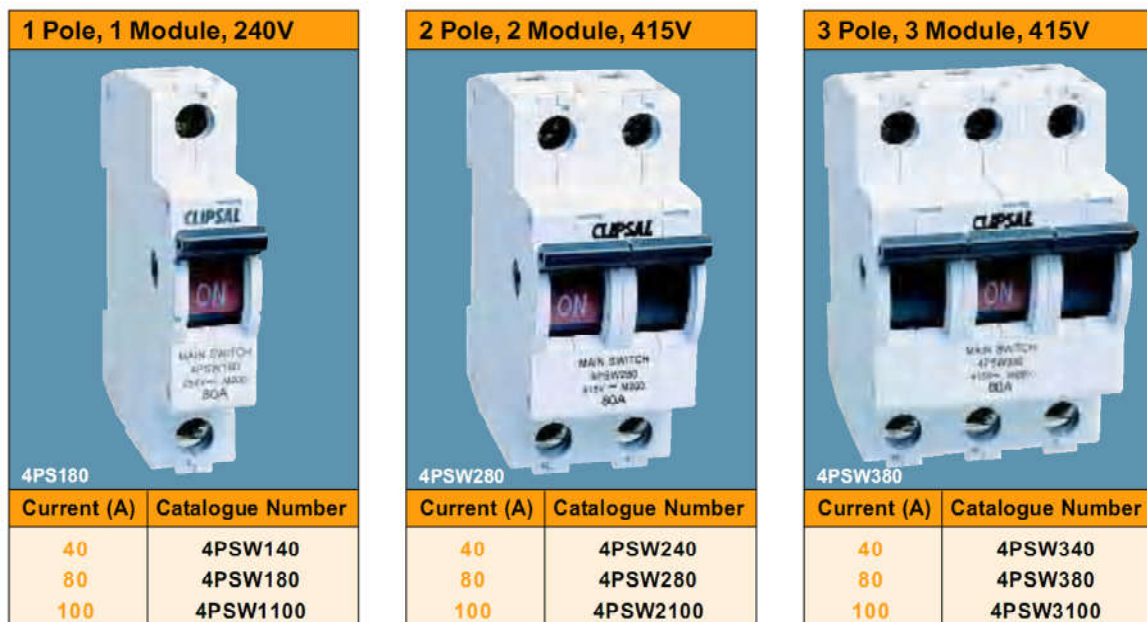 1 Pole, 1 Module, 240V
CLIPSAL
ON
MAIN SWITCH
4PSW180
80A
4PS180
Current (A) Catalogue Number
40 4PSW140
80 4PSW180
100 4PSW1100
2 Pole, 2 Module, 415V
CLIPSAL
ON
MAIN SWITCH
4PSW280
415V
80A
4PSW280
Current (A) Catalogue Number
40 4PSW240
80 4PSW280
100 4PSW2100
3 Pole, 3 Module, 415V
CLIPSAL
ON
MAIN SWITCH
4PSW380
80A
4PSW380
Current (A) Catalogue Number
40 4PSW340
80 4PSW380
100 4PSW3100